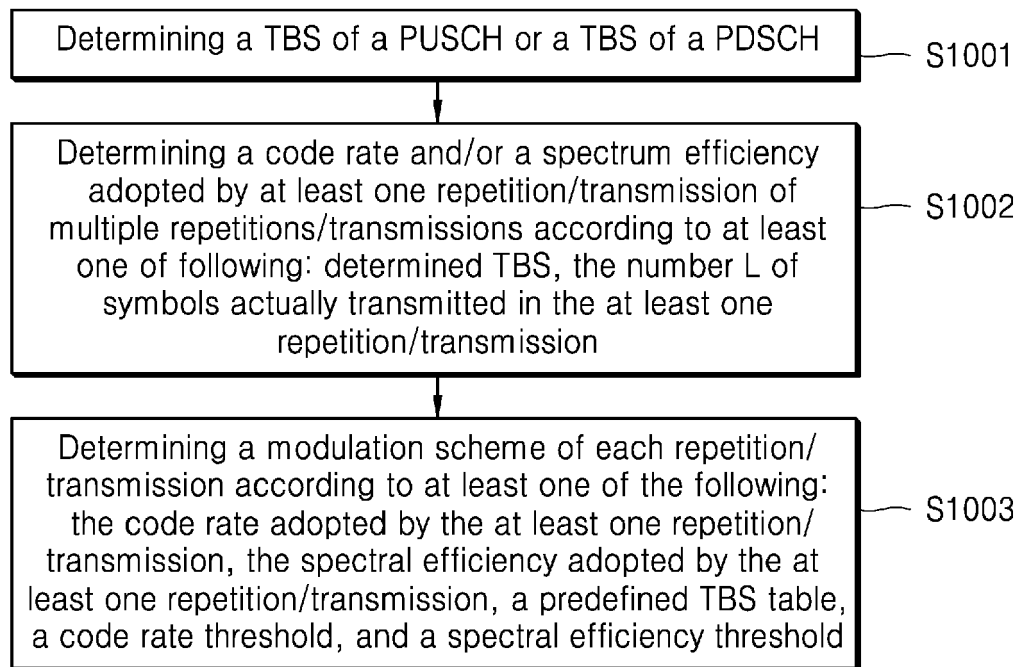 Determining a TBS of a PUSCH or a TBS of a PDSCH
S1001
Determining a code rate and/or a spectrum efficiency
adopted by at least one repetition/transmission of
multiple repetitions/transmissions according to at least
one of following: determined TBS, the number L of
symbols actually transmitted in the at least one
repetition/transmission
S1002
Determining a modulation scheme of each repetition/
transmission according to at least one of the following:
the code rate adopted by the at least one repetition/
transmission, the spectral efficiency adopted by the at
least one repetition/transmission, a predefined TBS table,
a code rate threshold, and a spectral efficiency threshold
S1003